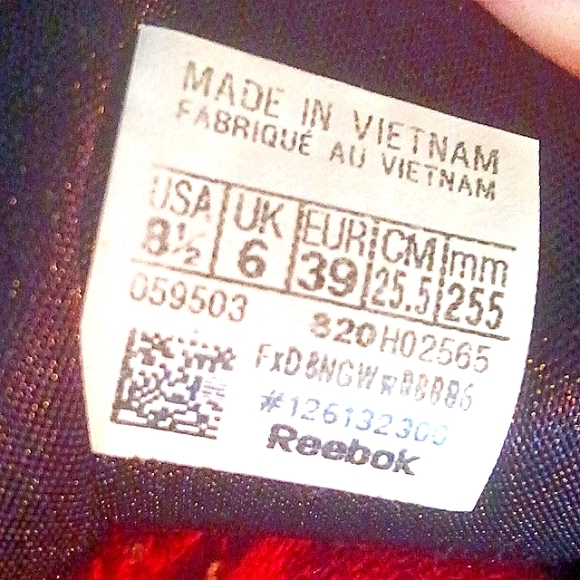 MADE IN VIETNAM
FABRIQUÉ AU VIETNAM
USA UK EUR CM mm
8½ 6 39 25.5 255
059503 820H02565
#126132300
Reebok